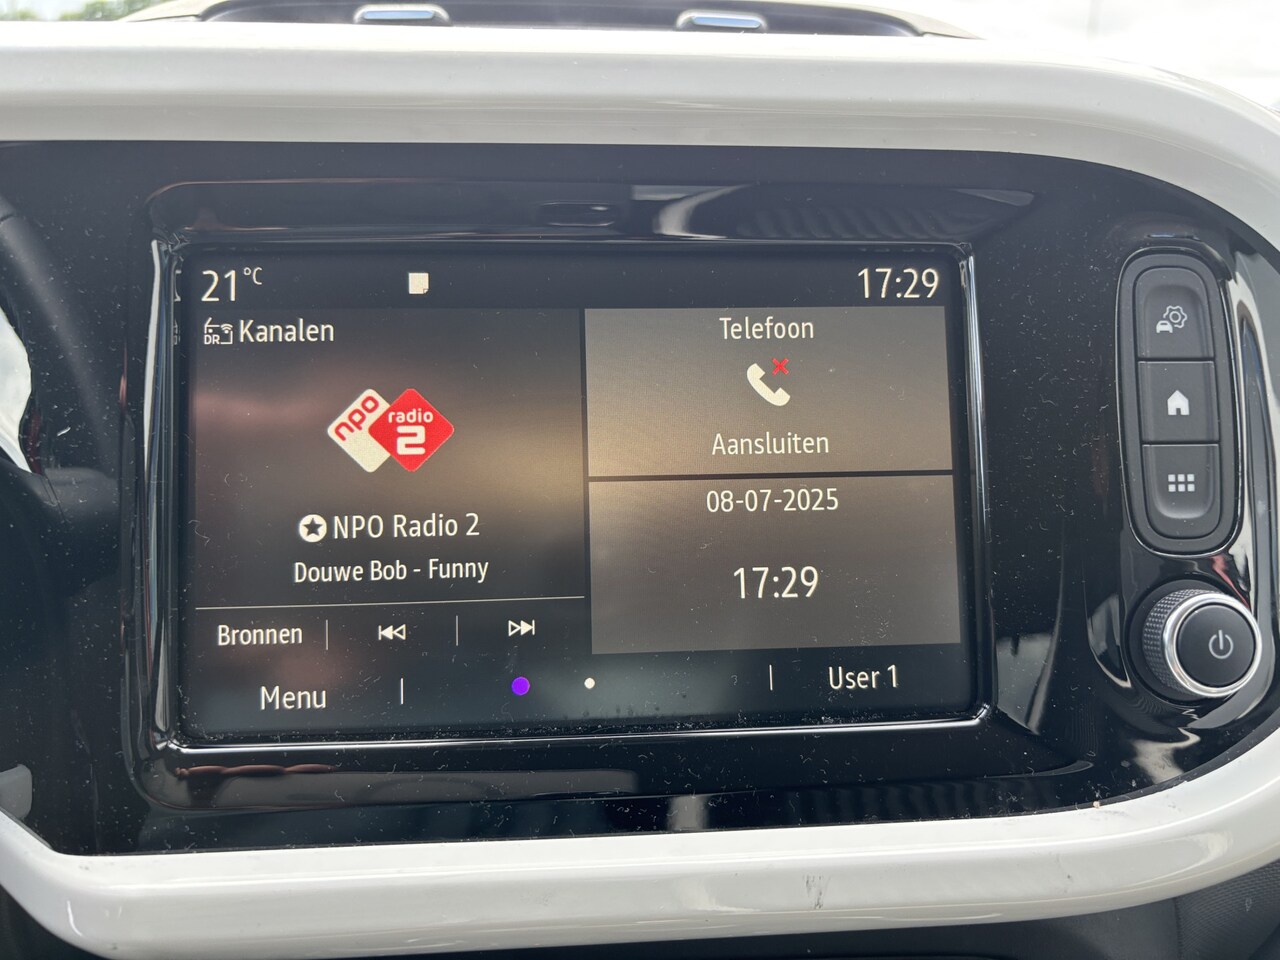 21°C
17:29
DR Kanalen
npo radio 2
NPO Radio 2
Douwe Bob - Funny
Bronnen
Menu
Telefoon
Aansluiten
08-07-2025
17:29
User 1